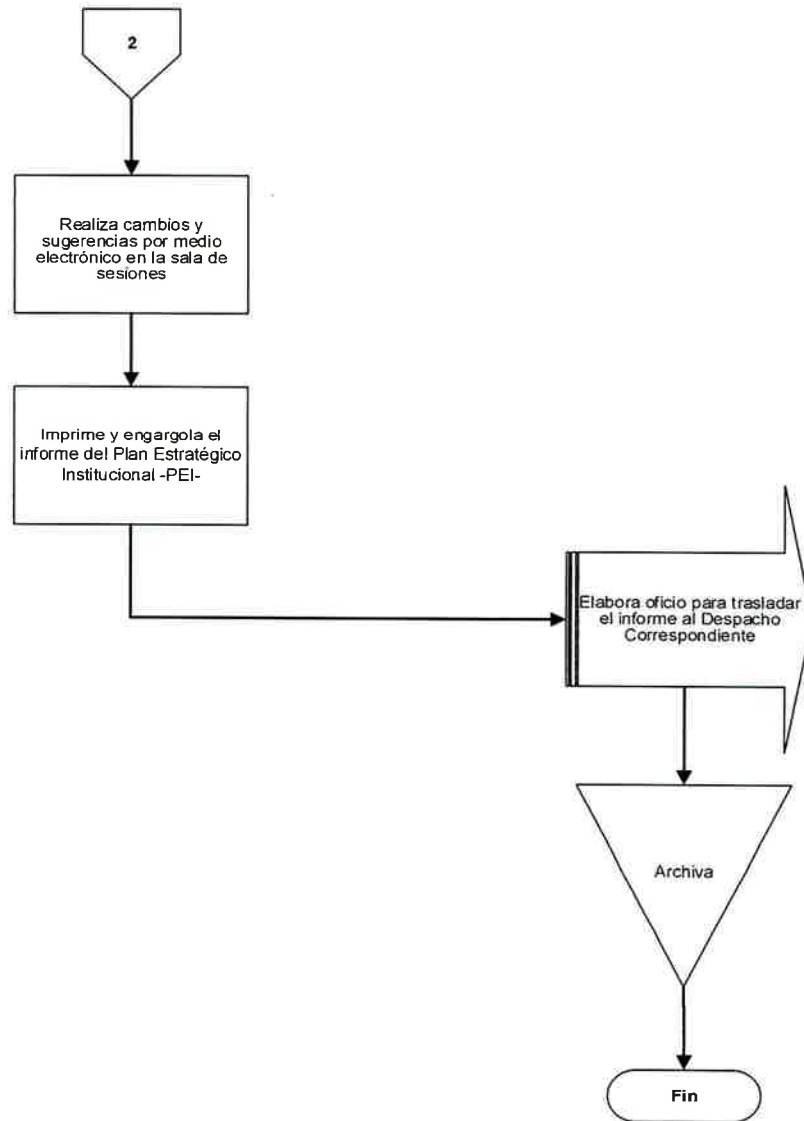 2
Realiza cambios y
sugerencias por medio
electrónico en la sala de
sesiones
Imprime y engargola el
informe del Plan Estratégico
Institucional -PEI-
Elabora oficio para trasladar
el informe al Despacho
Correspondiente
Archiva
Fin